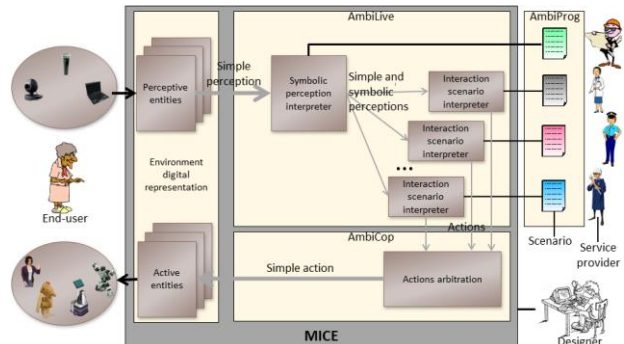 AmbiLive
AmbiProg
Simple
perception
Perceptive
entities
Symbolic
perception
interpreter
Simple and
symbolic
perceptions
Interaction
scenario
interpreter
Interaction
scenario
interpreter
...
Interaction
scenario
interpreter
Environment
digital
representation
End-user
AmbiCop
Actions
Scenario
Service
provider
Simple action
Active
entities
Actions arbitration
MICE
Designer